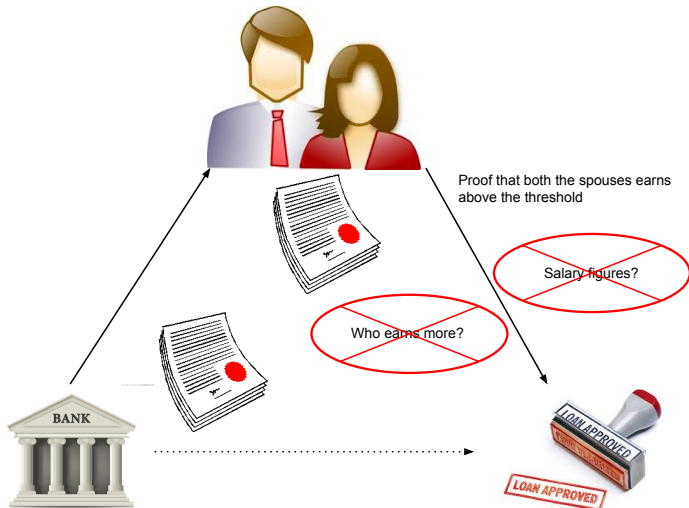 Proof that both the spouses earns
above the threshold
Salary figures?
Who earns more?
BANK
LOAN APPROVED
LOAN APPROVED